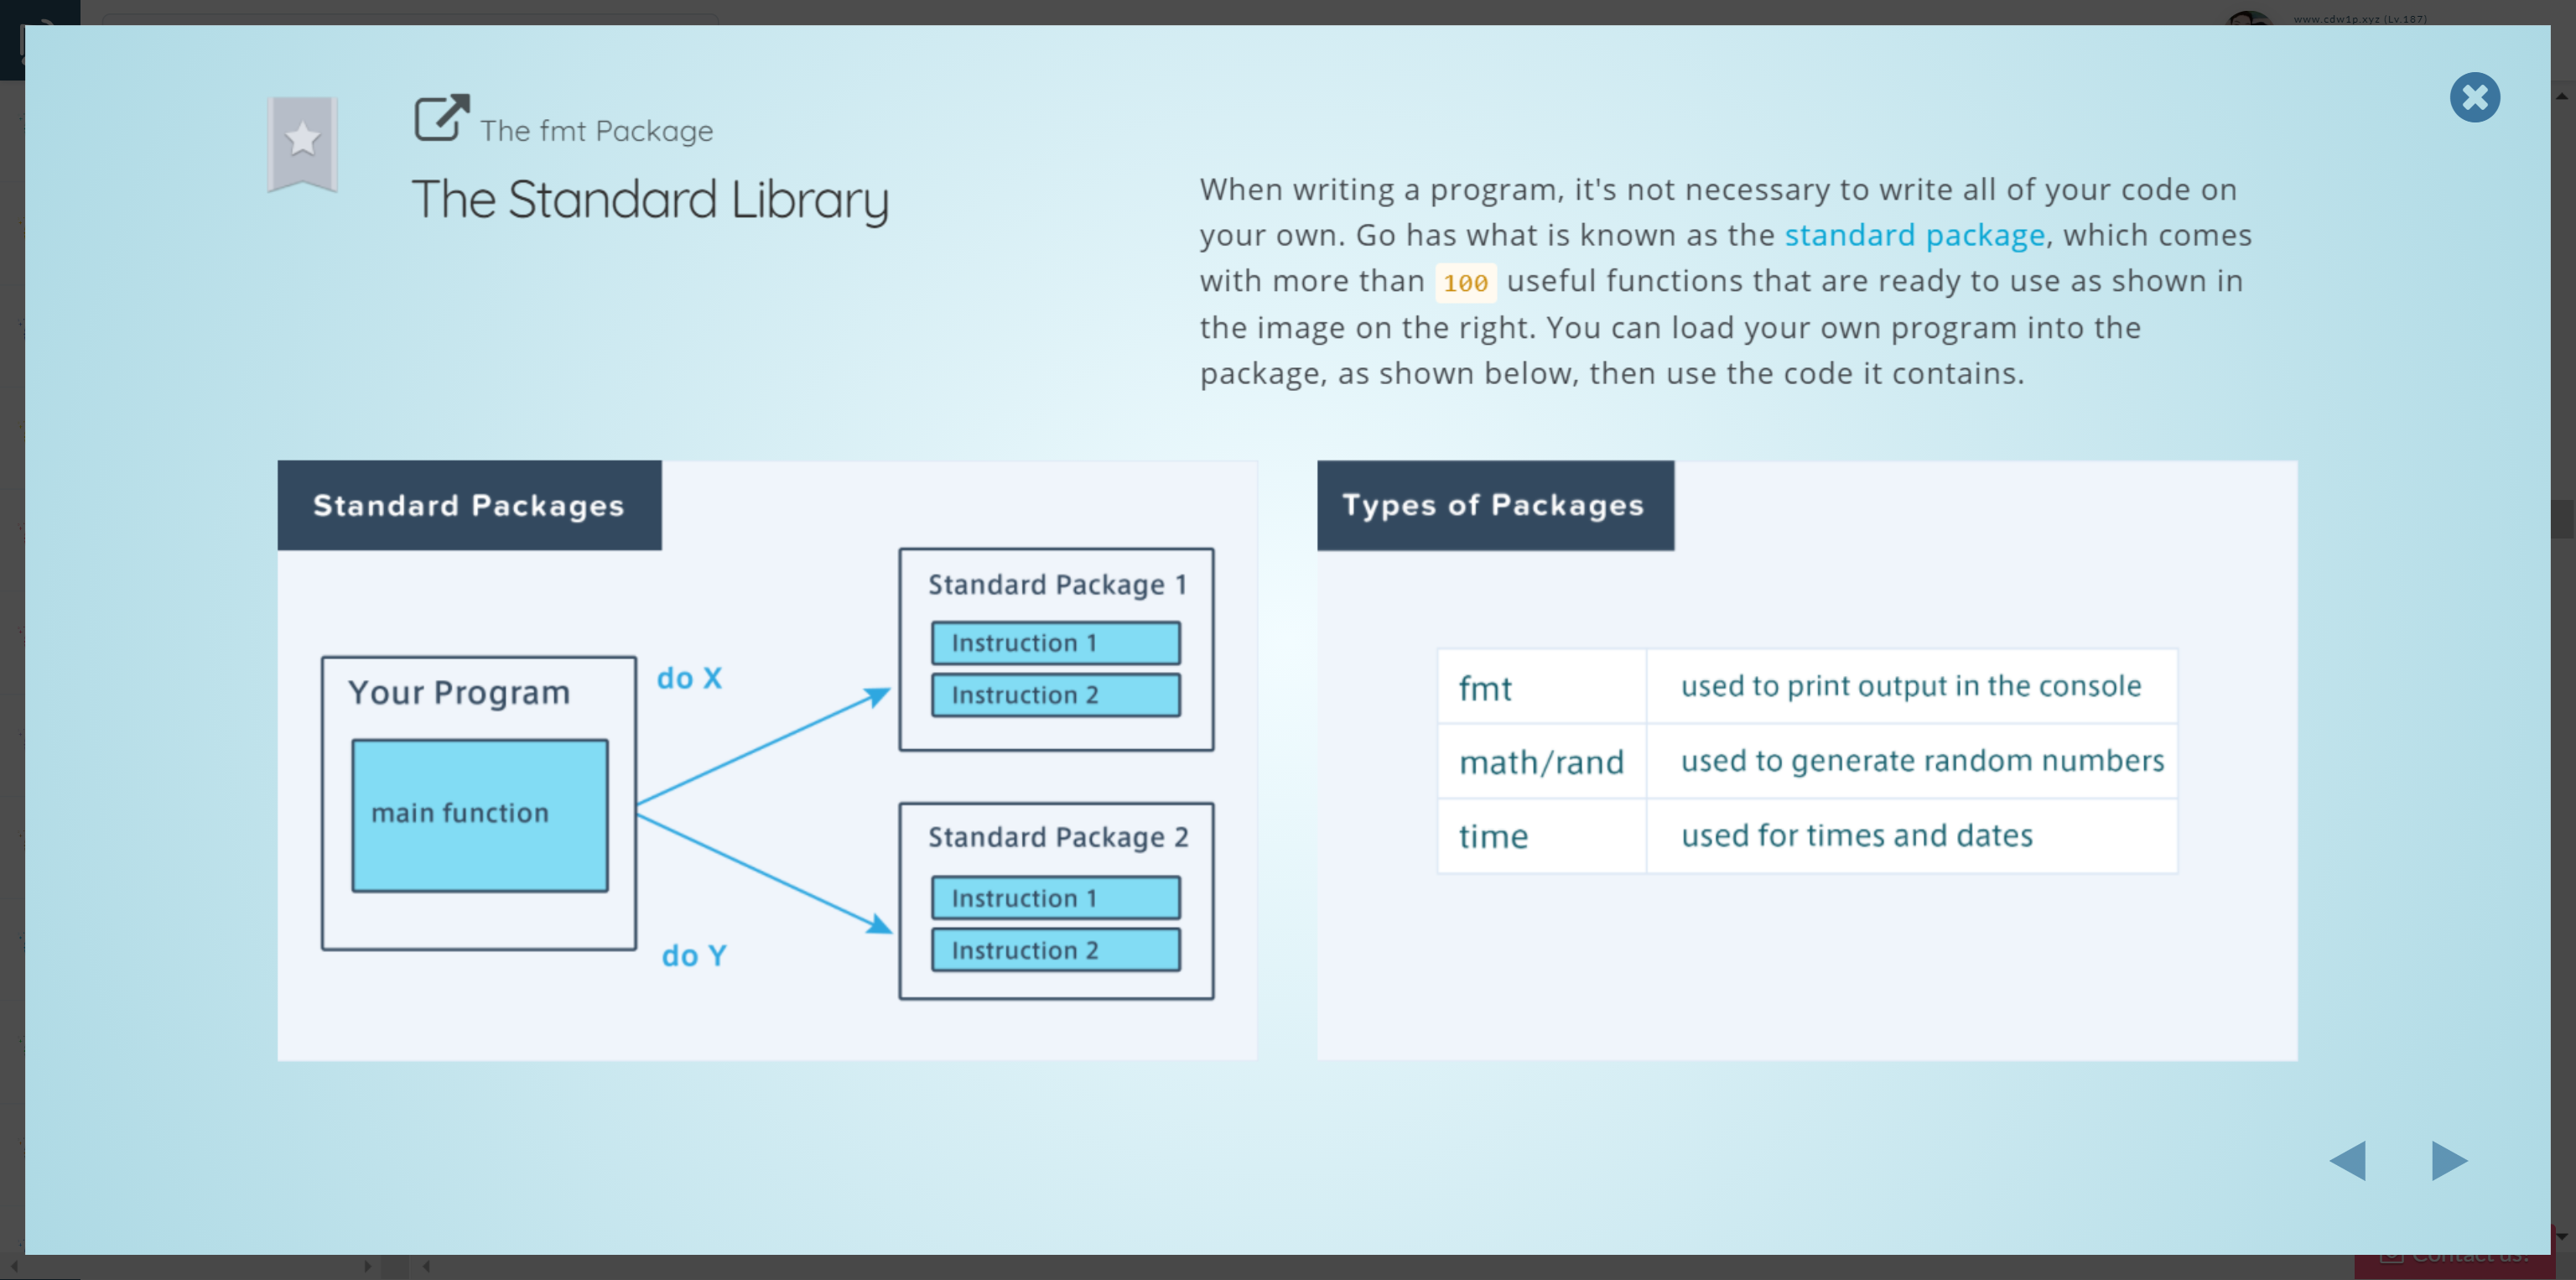 www.cdw1p.xyz (Lv.187)
The fmt Package
The Standard Library
When writing a program, it's not necessary to write all of your code on
your own. Go has what is known as the standard package, which comes
with more than 100 useful functions that are ready to use as shown in
the image on the right. You can load your own program into the
package, as shown below, then use the code it contains.
Standard Packages
Your Program
main function
do X
do Y
Standard Package 1
Instruction 1
Instruction 2
Standard Package 2
Instruction 1
Instruction 2
Types of Packages
fmt used to print output in the console
math/rand used to generate random numbers
time used for times and dates
Contact us!